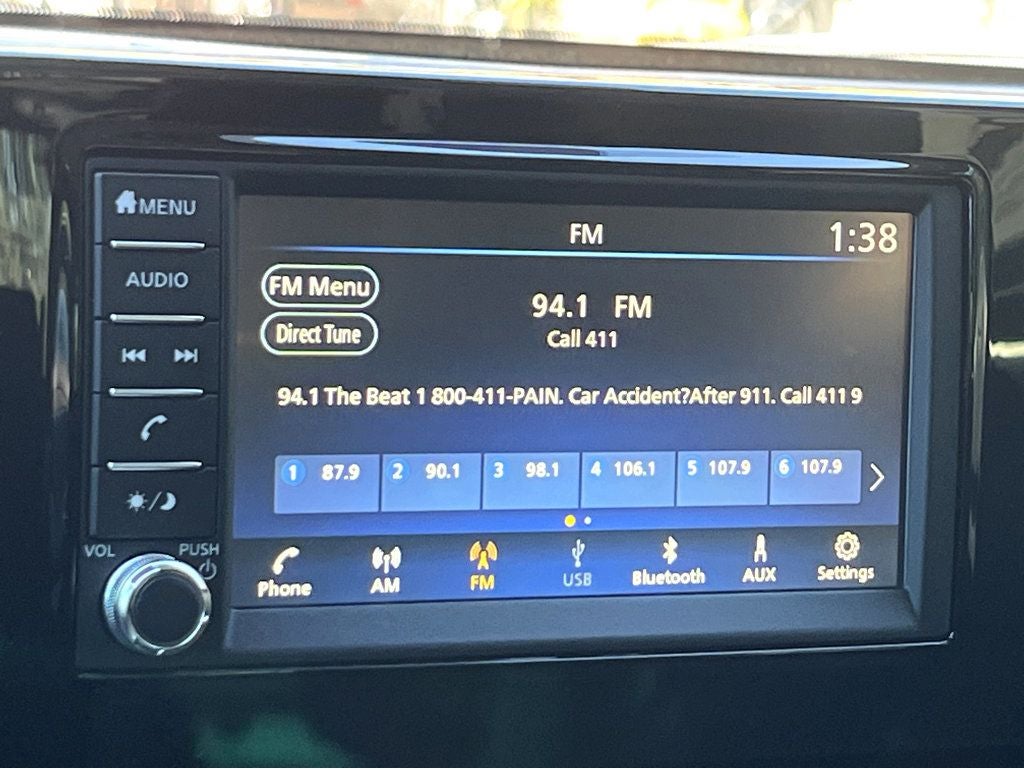 MENU
AUDIO
VOL
PUSH
FM
1:38
FM Menu
Direct Tune
94.1 FM
Call 411
94.1 The Beat 1 800-411-PAIN. Car Accident?After 911. Call 411 9
1 87.9 2 90.1 3 98.1 4 106.1 5 107.9 6 107.9
Phone AM FM USB Bluetooth AUX Settings